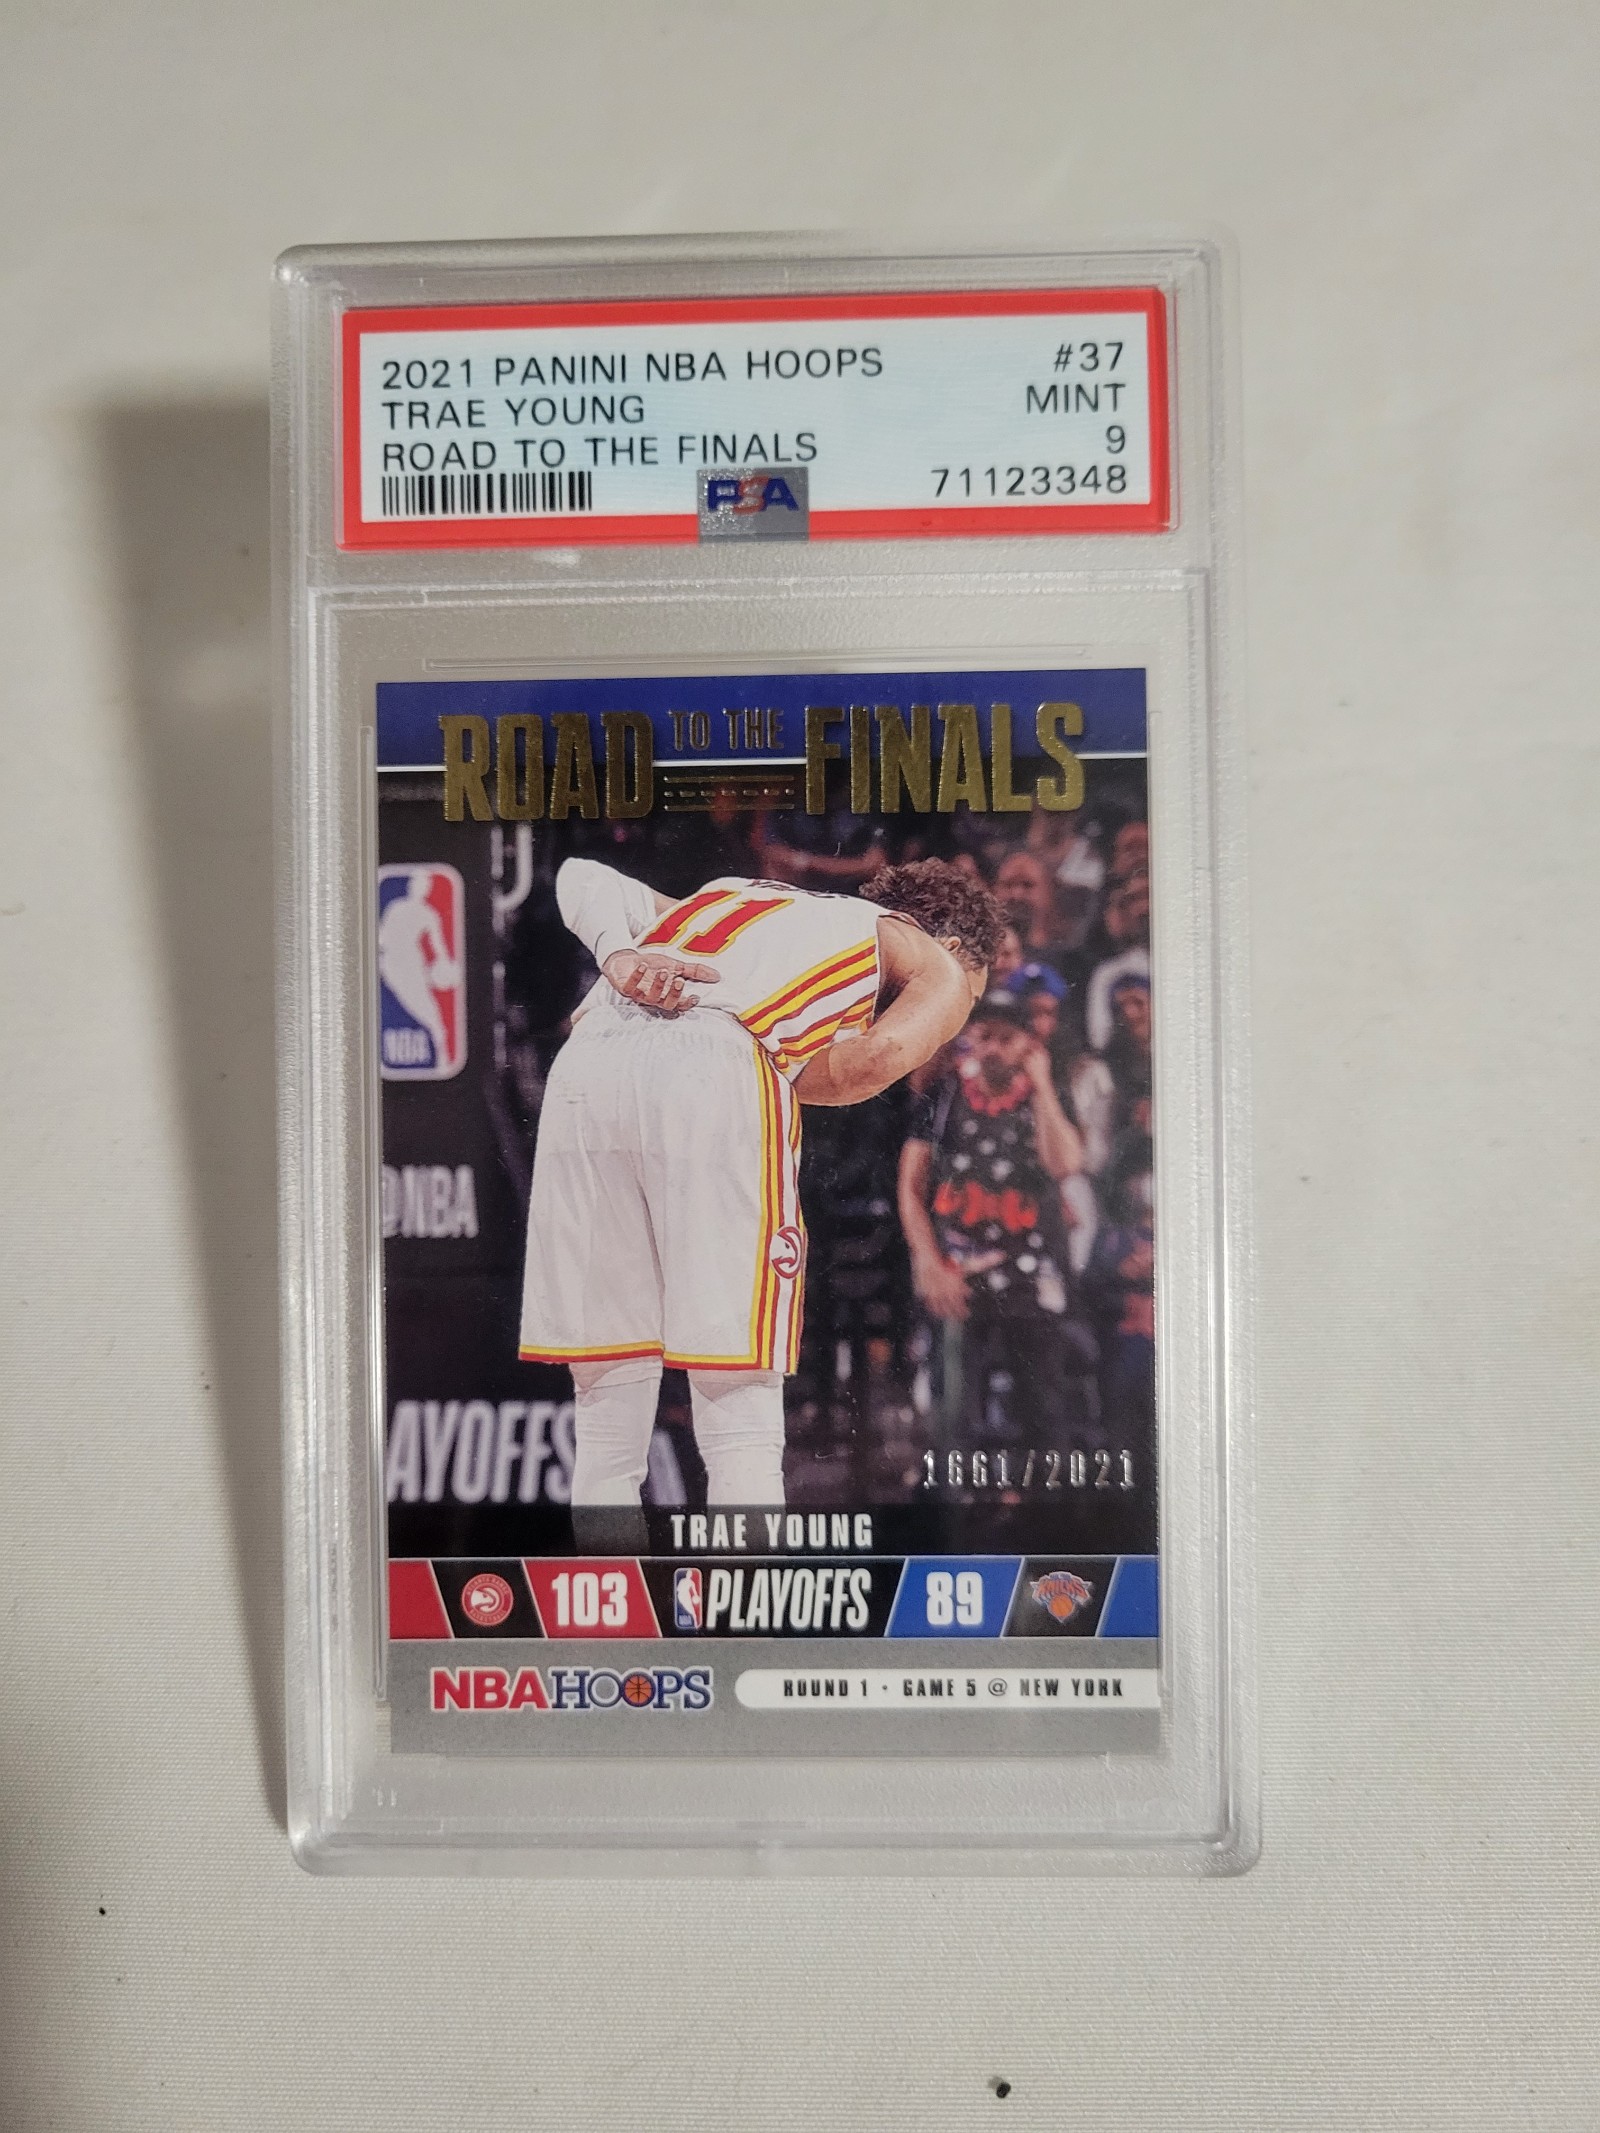 2021 PANINI NBA HOOPS #37
TRAE YOUNG MINT
ROAD TO THE FINALS 9
PSA 71123348
ROAD TO THE FINALS
11
NBA
@NBA
AYOFFS
1661/2021
TRAE YOUNG
103 NBA PLAYOFFS 89
KNICKS
NBA HOOPS ROUND 1 • GAME 5 @ NEW YORK